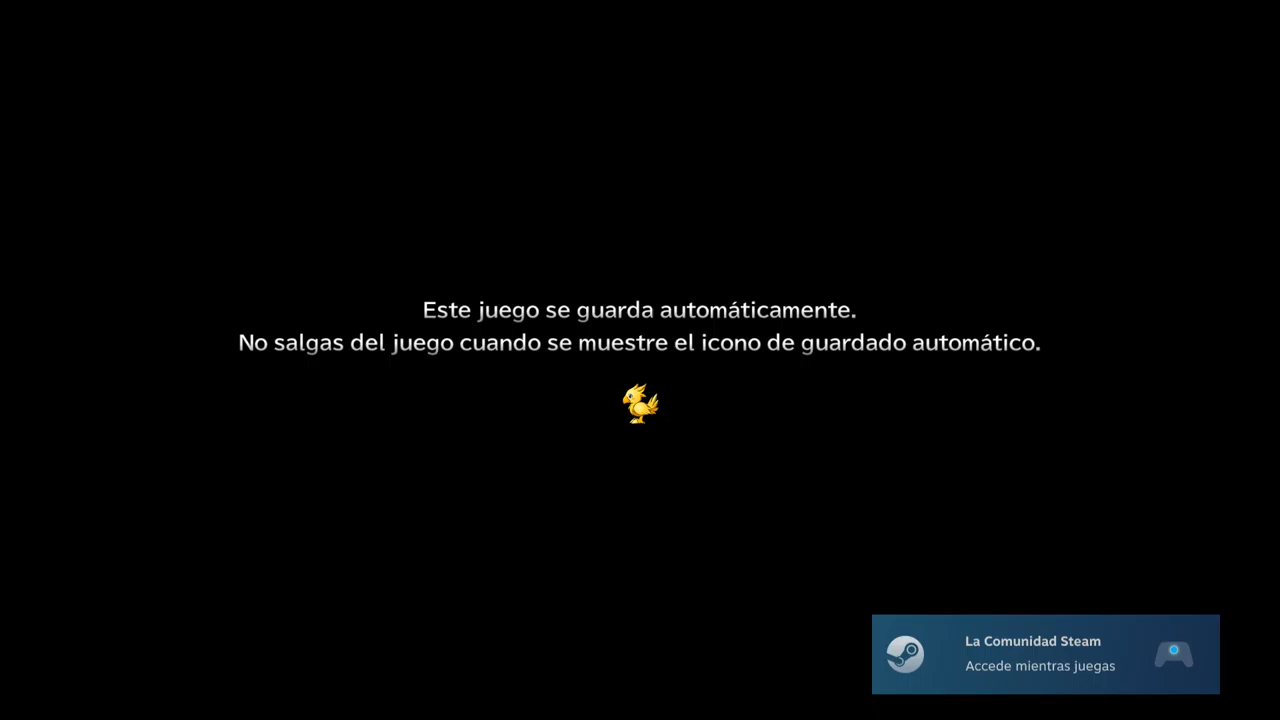 Este juego se guarda automáticamente.
No salgas del juego cuando se muestre el icono de guardado automático.
La Comunidad Steam
Accede mientras juegas